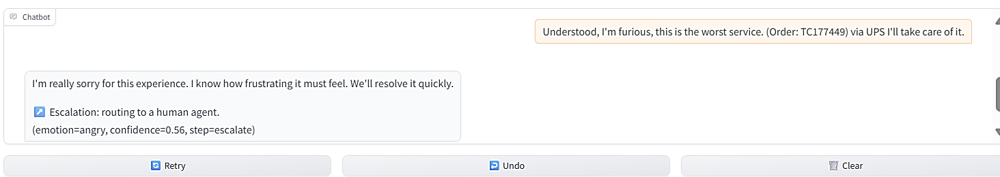 Chatbot
Understood, I'm furious, this is the worst service. (Order: TC177449) via UPS I'll take care of it.
I'm really sorry for this experience. I know how frustrating it must feel. We'll resolve it quickly.
Escalation: routing to a human agent.
(emotion=angry, confidence=0.56, step=escalate)
Retry
Undo
Clear